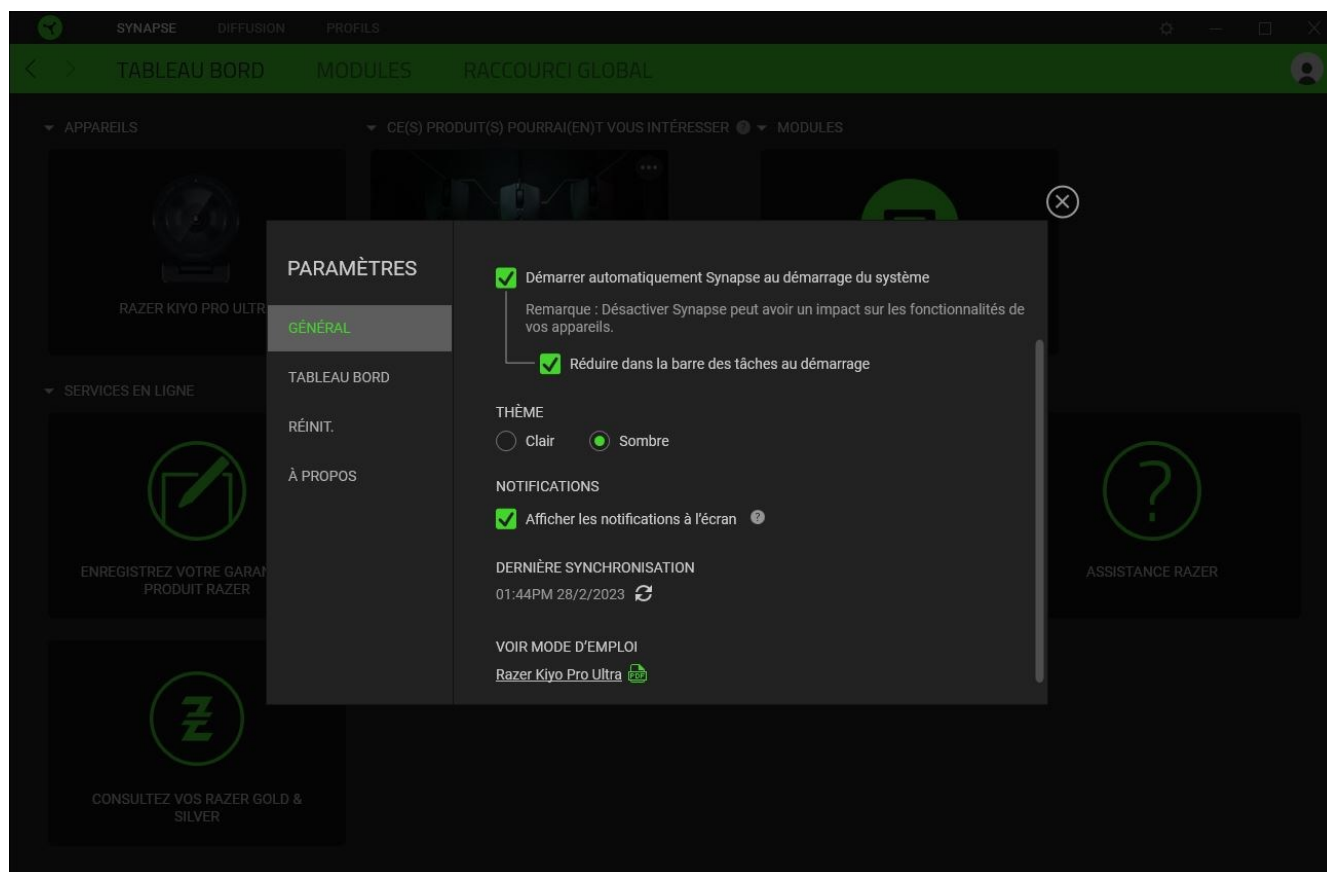 SYNAPSE DIFFUSION PROFILS
TABLEAU BORD MODULES RACCOURCI GLOBAL
APPAREILS
CE(S) PRODUIT(S) POURRAI(EN)T VOUS INTÉRESSER
MODULES
RAZER KIYO PRO ULTR
SERVICES EN LIGNE
ENREGISTREZ VOTRE GARAN
PRODUIT RAZER
ASSISTANCE RAZER
CONSULTEZ VOS RAZER GOLD &
SILVER
PARAMÈTRES
GÉNÉRAL
TABLEAU BORD
RÉINIT.
À PROPOS
Démarrer automatiquement Synapse au démarrage du système
Remarque : Désactiver Synapse peut avoir un impact sur les fonctionnalités de
vos appareils.
Réduire dans la barre des tâches au démarrage
THÈME
Clair Sombre
NOTIFICATIONS
Afficher les notifications à l'écran
DERNIÈRE SYNCHRONISATION
01:44PM 28/2/2023
VOIR MODE D'EMPLOI
Razer Kiyo Pro Ultra PDF